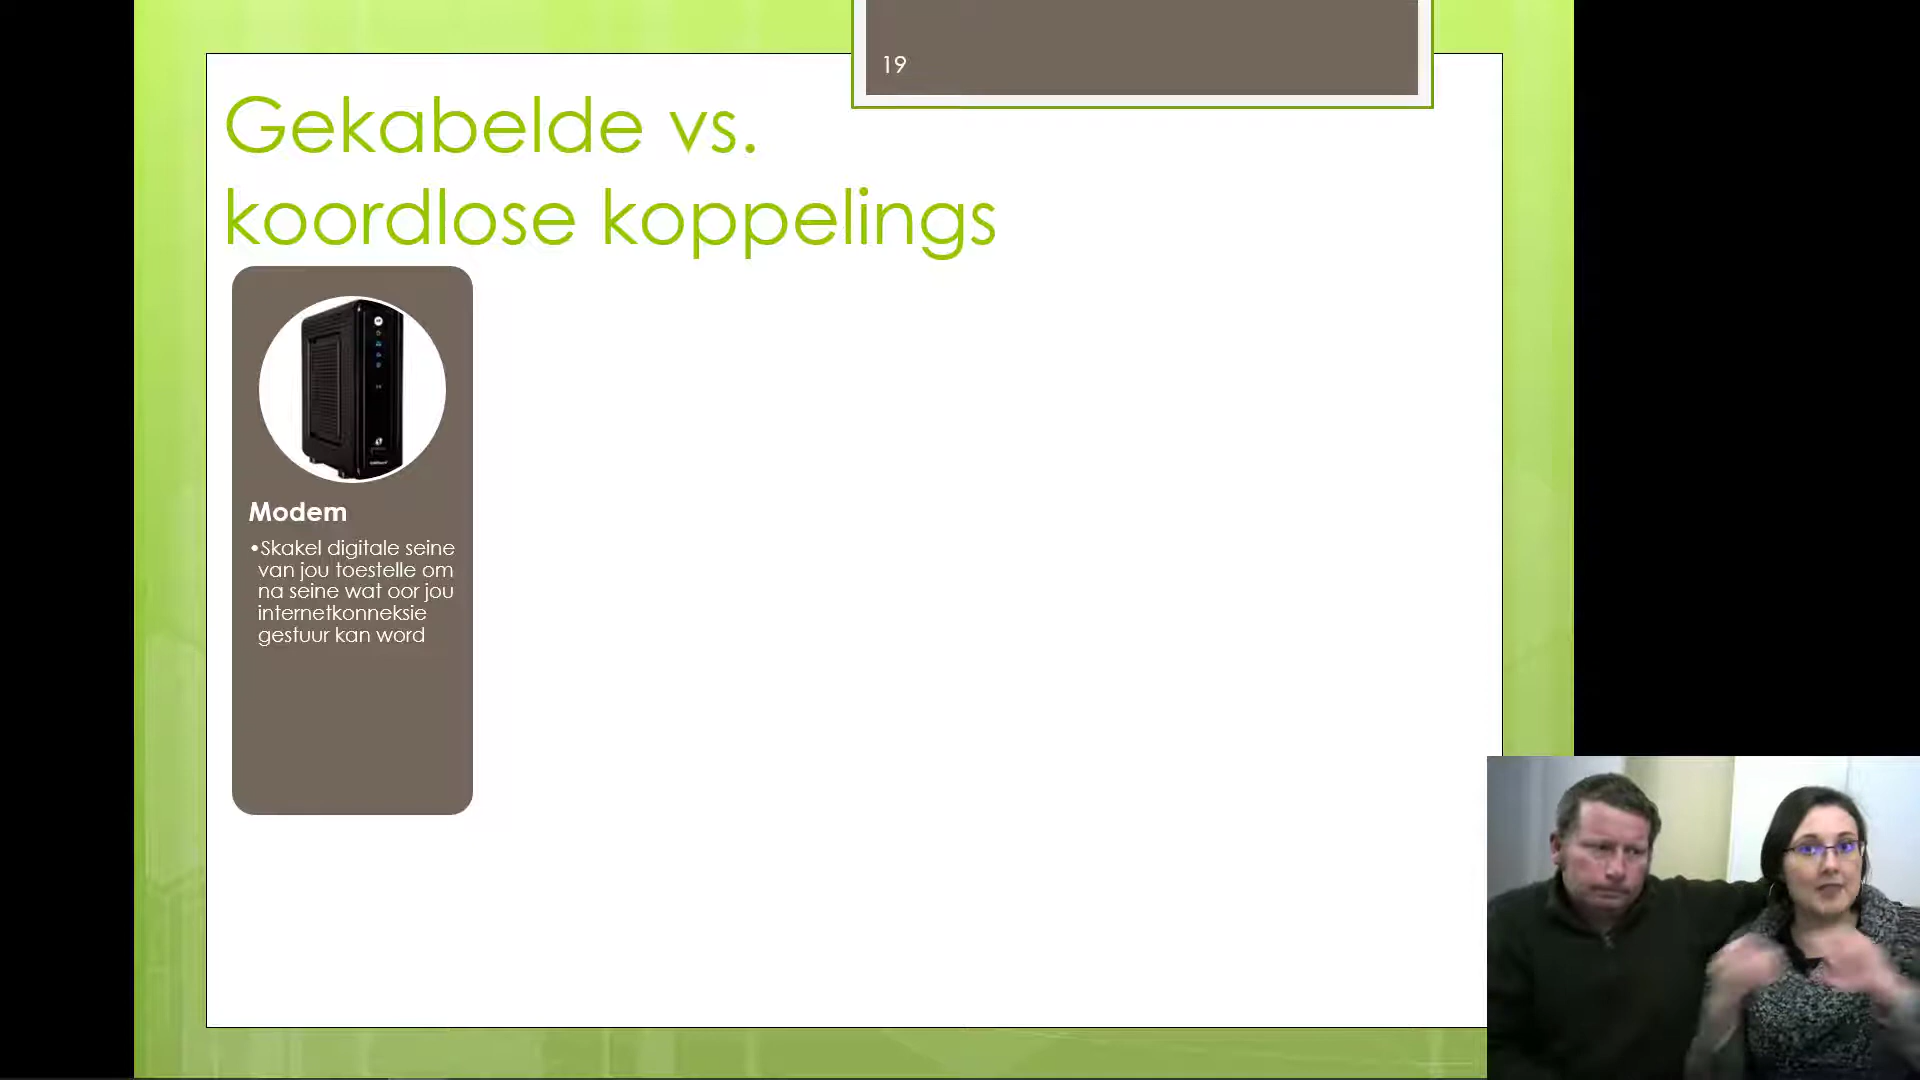 19
Gekabelde vs.
koordlose koppelings
Modem
•Skakel digitale seine
van jou toestelle om
na seine wat oor jou
internetkonneksie
gestuur kan word